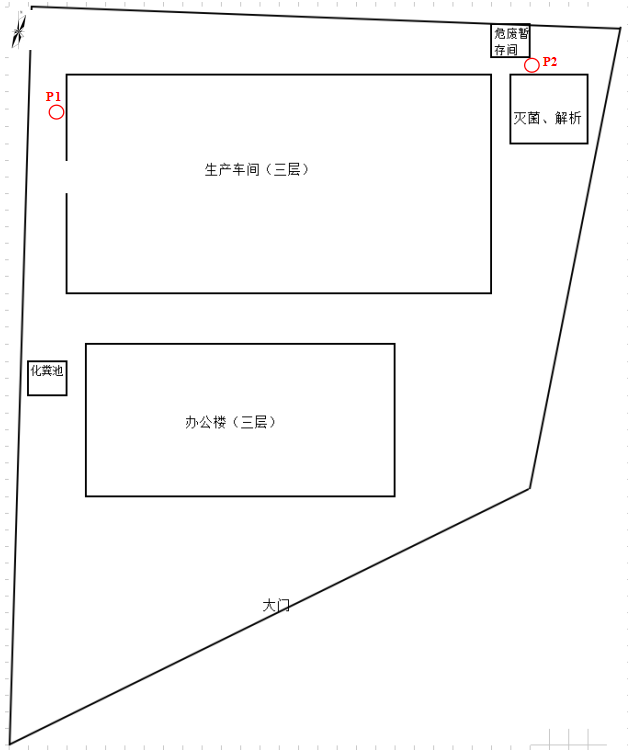 危废暂
存间
P2
P1
灭菌、解析
生产车间（三层）
化粪池
办公楼（三层）
大门